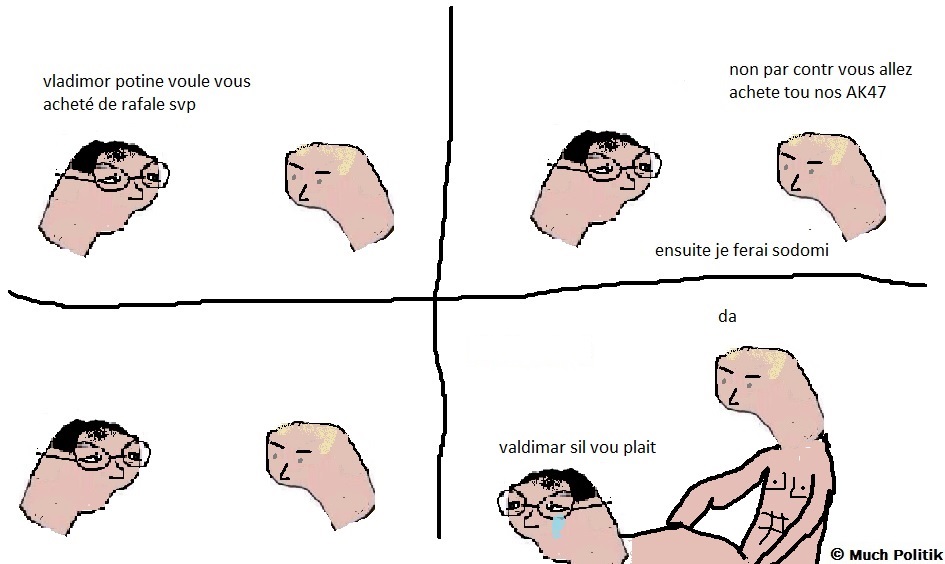 vladimor potine voule vous
acheté de rafale svp
non par contr vous allez
achete tou nos AK47
ensuite je ferai sodomi
da
valdimar sil vou plait
© Much Politik